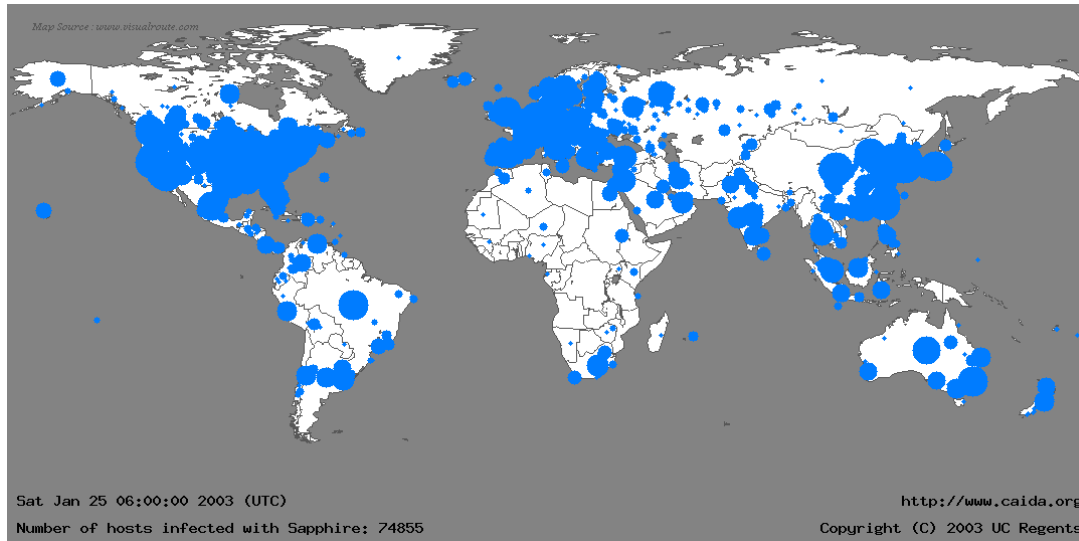 Map Source : www.visualroute.com
Sat Jan 25 06:00:00 2003 (UTC)
http://www.caida.org
Number of hosts infected with Sapphire: 74855
Copyright (C) 2003 UC Regents